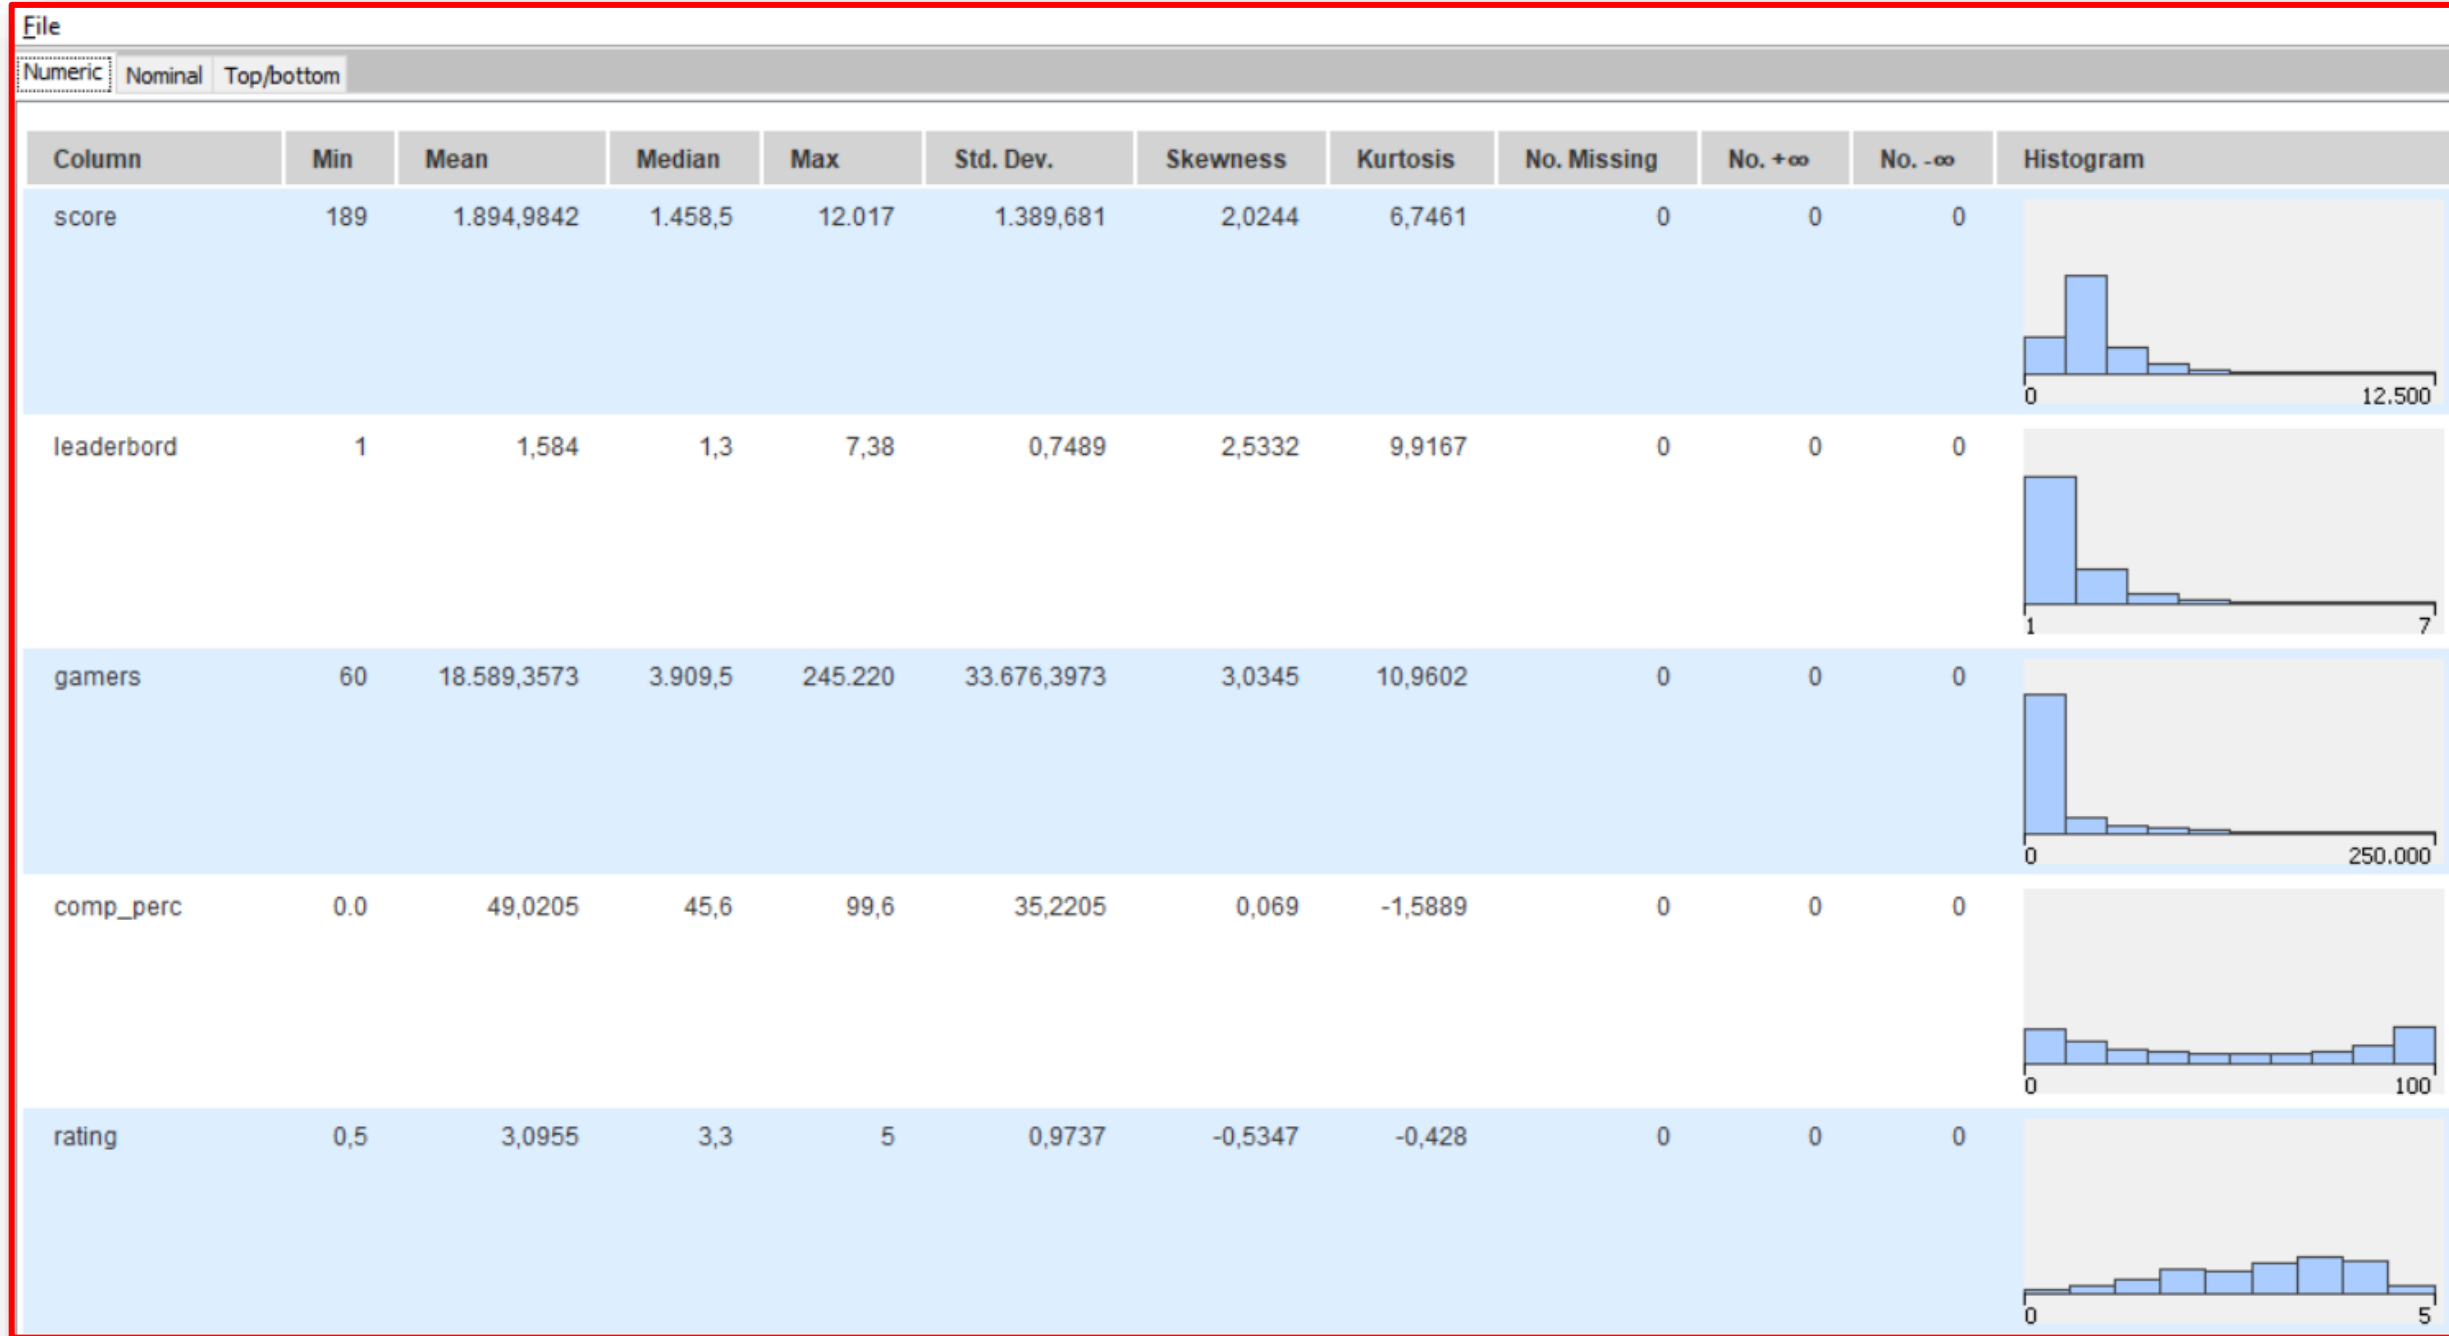 File
Numeric Nominal Top/bottom
Column Min Mean Median Max Std. Dev. Skewness Kurtosis No. Missing No. +∞ No. -∞ Histogram
score 189 1.894,9842 1.458,5 12.017 1.389,681 2,0244 6,7461 0 0 0
0 12.500
leaderbord 1 1,584 1,3 7,38 0,7489 2,5332 9,9167 0 0 0
1 7
gamers 60 18.589,3573 3.909,5 245.220 33.676,3973 3,0345 10,9602 0 0 0
0 250.000
comp_perc 0.0 49,0205 45,6 99,6 35,2205 0,069 -1,5889 0 0 0
0 100
rating 0,5 3,0955 3,3 5 0,9737 -0,5347 -0,428 0 0 0
0 5